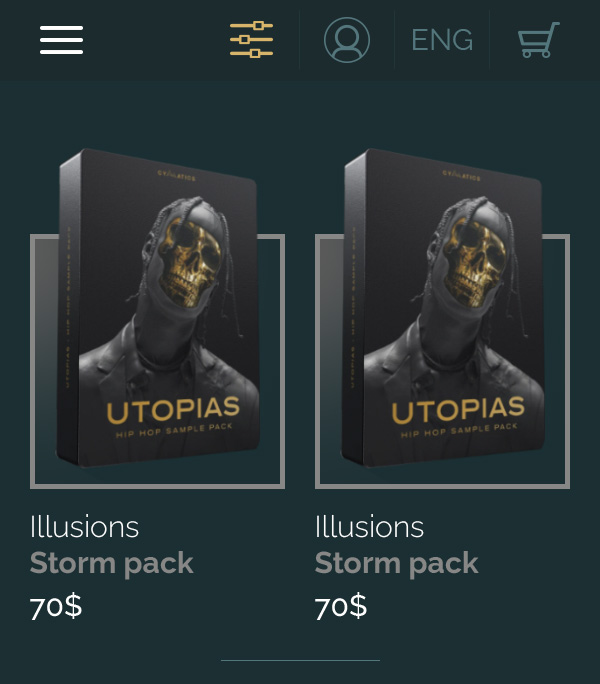 ENG
UTOPIAS
HIP HOP SAMPLE PACK
UTOPIAS
HIP HOP SAMPLE PACK
Illusions
Storm pack
70$
Illusions
Storm pack
70$